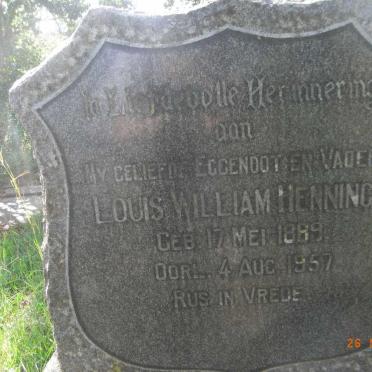 In Liefdevolle Herinnering
aan
My geliefde Eggenoot en Vader
Louis William Henning
Geb. 17 Mei 1889.
Oorl. 4 Aug. 1957.
Rus in Vrede
26